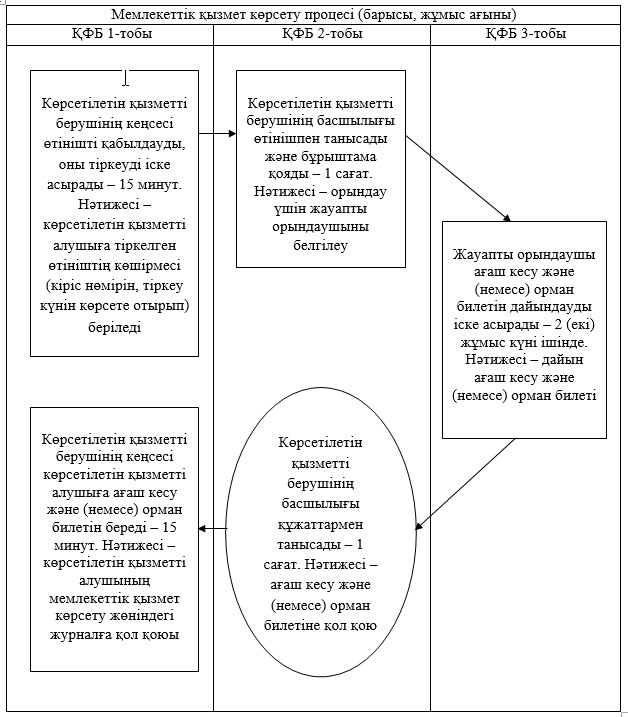 Мемлекеттік қызмет көрсету процесі (барысы, жұмыс ағыны)
ҚФБ 1-тобы
ҚФБ 2-тобы
ҚФБ 3-тобы
Көрсетілетін қызметті
берушінің кеңсесі
өтінішті қабылдауды,
оны тіркеуді іске
асырады – 15 минут.
Нәтижесі –
көрсетілетін қызметті
алушыға тіркелген
өтініштің көшірмесі
(кіріс нөмірін, тіркеу
күнін көрсете отырып)
беріледі
Көрсетілетін қызметті
берушінің басшылығы
өтінішпен танысады
және бұрыштама
қояды – 1 сағат.
Нәтижесі – орындау
үшін жауапты
орындаушыны
белгілеу
Жауапты орындаушы
ағаш кесу және
(немесе) орман
билетін дайындауды
іске асырады – 2 (екі)
жұмыс күні ішінде.
Нәтижесі – дайын
ағаш кесу және
(немесе) орман билеті
Көрсетілетін
қызметті
берушінің
басшылығы
құжаттармен
танысады – 1
сағат. Нәтижесі –
ағаш кесу және
(немесе) орман
билетіне қол қою
Көрсетілетін қызметті
берушінің кеңсесі
көрсетілетін қызметті
алушыға ағаш кесу
және (немесе) орман
билетін береді – 15
минут. Нәтижесі –
көрсетілетін қызметті
алушының
мемлекеттік қызмет
көрсету жөніндегі
журналға қол қоюы